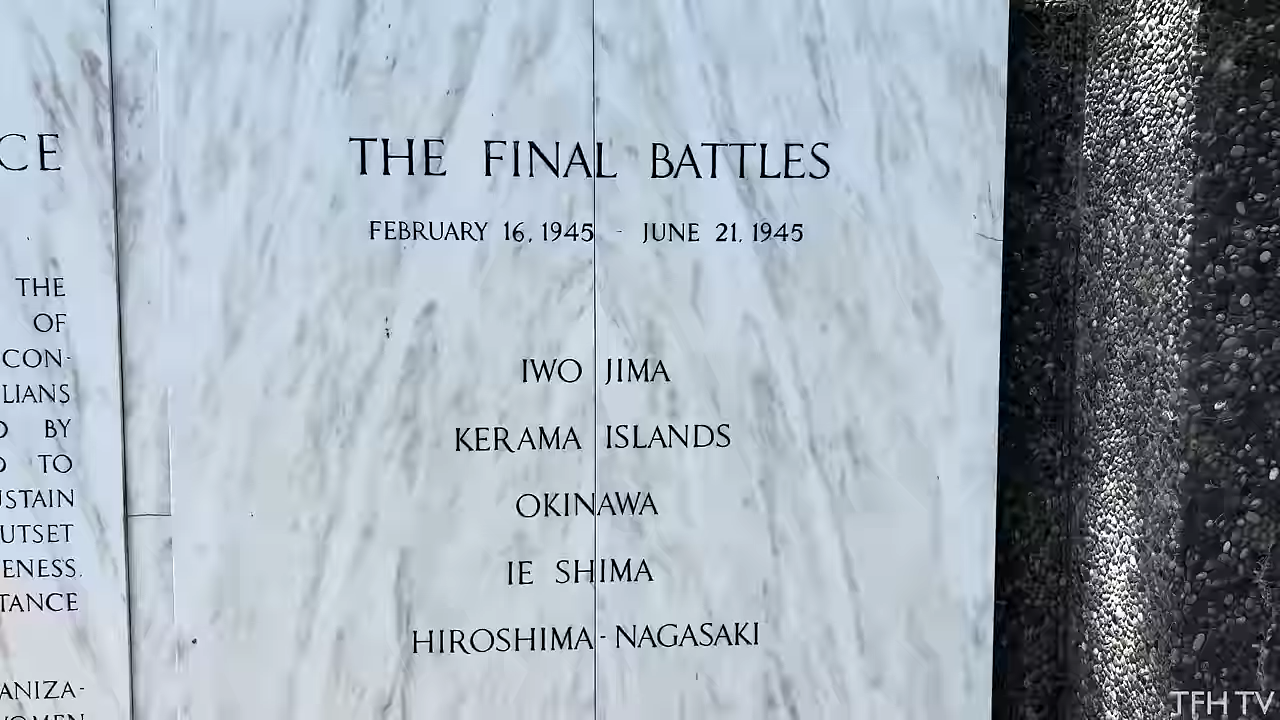 CE
THE
OF
CON-
LIANS
BY
TO
USTAIN
UTSET
ENESS.
TANCE
ANIZA-
WOMEN
THE FINAL BATTLES
FEBRUARY 16, 1945 - JUNE 21, 1945
IWO JIMA
KERAMA ISLANDS
OKINAWA
IE SHIMA
HIROSHIMA - NAGASAKI
TFH TV